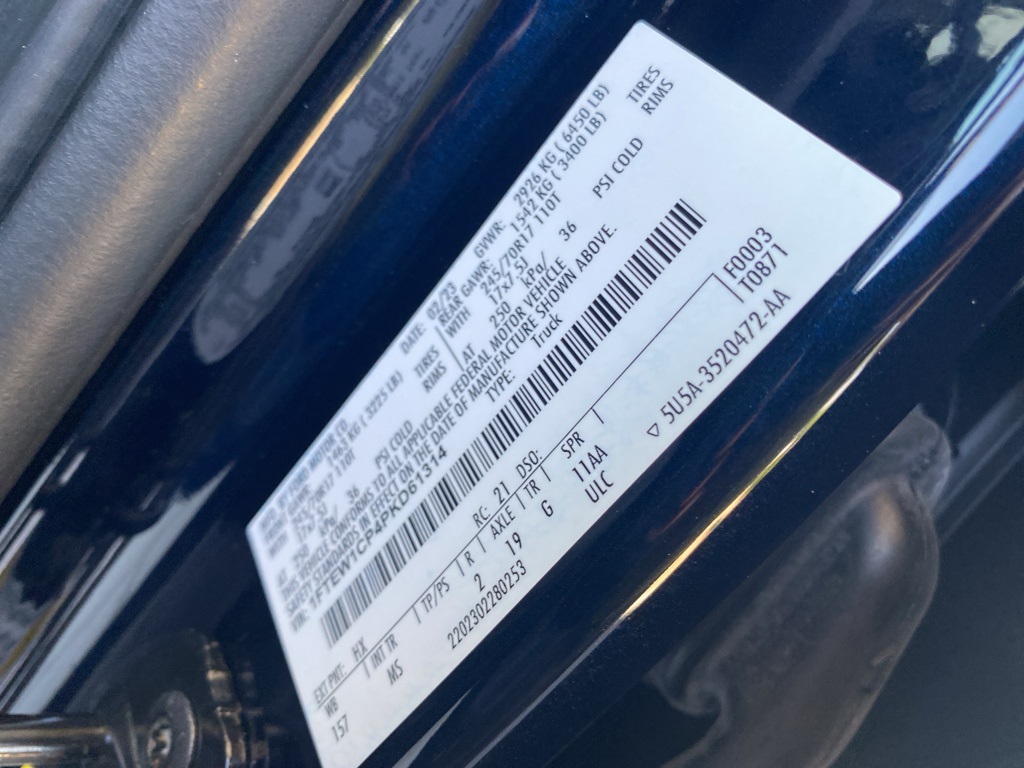 MFD. BY FORD MOTOR CO.
DATE: 02/23 GVWR: 2926 KG ( 6450 LB)
FRONT GAWR: 1463 KG ( 3225 LB) REAR GAWR: 1542 KG ( 3400 LB)
WITH 245/70R17 110T TIRES WITH 245/70R17 110T TIRES
17X7.5J RIMS 17X7.5J RIMS
AT 250 kPa/ 36 PSI COLD AT 250 kPa/ 36 PSI COLD
THIS VEHICLE CONFORMS TO ALL APPLICABLE FEDERAL MOTOR VEHICLE
SAFETY STANDARDS IN EFFECT ON THE DATE OF MANUFACTURE SHOWN ABOVE.
VIN: 1FTEW1CP4PKD61314 TYPE: Truck
EXT PNT: HX RC: 21 DSO: F0003
WB INT TR TP/PS R AXLE TR SPR T0871
157 MS 2 19 G 11AA
2202302280253 ULC
▽ 5U5A-3520472-AA